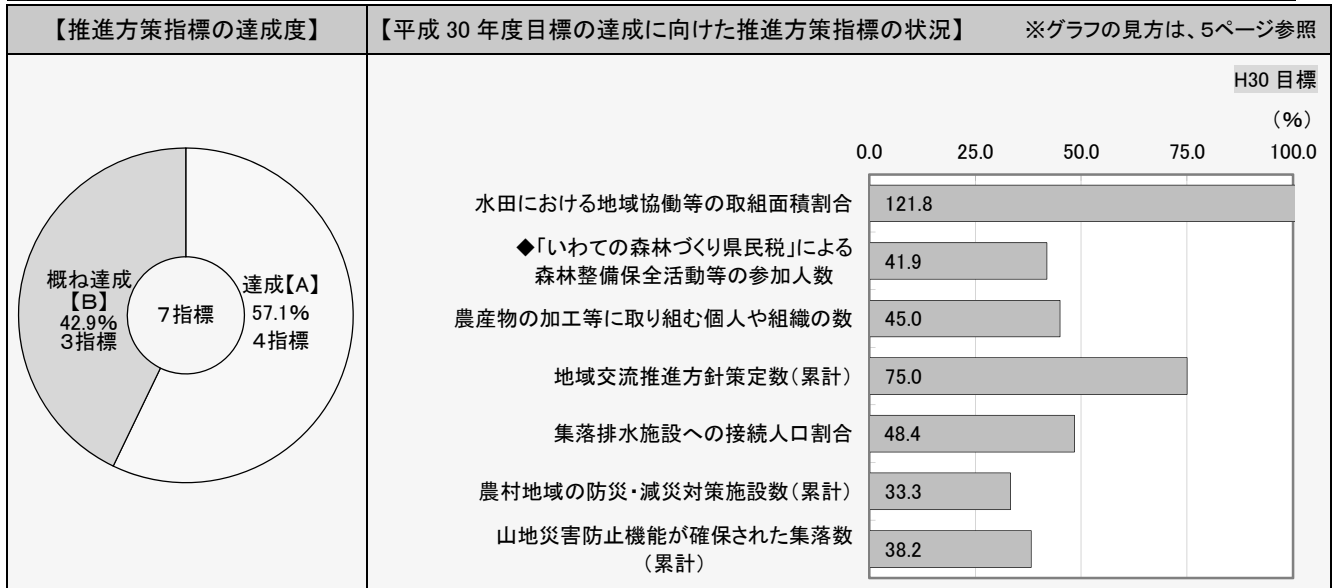 【推進方策指標の達成度】
【平成 30 年度目標の達成に向けた推進方策指標の状況】 ※グラフの見方は、5ページ参照
概ね達成
【B】
42.9%
3指標
7指標
達成【A】
57.1%
4指標
H30 目標
(%)
0.0 25.0 50.0 75.0 100.0
水田における地域協働等の取組面積割合 121.8
◆「いわての森林づくり県民税」による
森林整備保全活動等の参加人数 41.9
農産物の加工等に取り組む個人や組織の数 45.0
地域交流推進方針策定数(累計) 75.0
集落排水施設への接続人口割合 48.4
農村地域の防災・減災対策施設数(累計) 33.3
山地災害防止機能が確保された集落数
(累計) 38.2